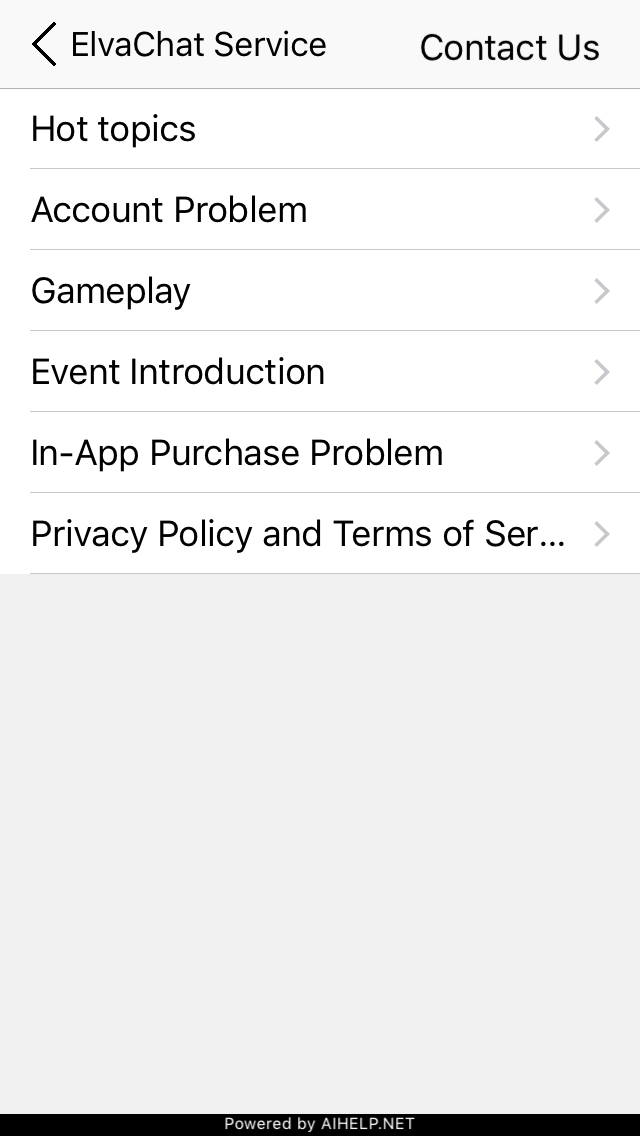 ElvaChat Service
Contact Us
Hot topics
Account Problem
Gameplay
Event Introduction
In-App Purchase Problem
Privacy Policy and Terms of Ser...
Powered by AIHELP.NET